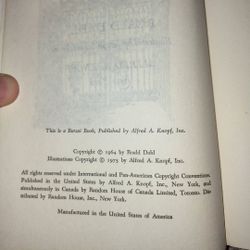 This is a Borzoi Book, Published by Alfred A. Knopf, Inc.
Copyright © 1964 by Roald Dahl
Illustrations Copyright © 1973 by Alfred A. Knopf, Inc.
All rights reserved under International and Pan-American Copyright Conventions.
Published in the United States by Alfred A. Knopf, Inc., New York, and
simultaneously in Canada by Random House of Canada Limited, Toronto. Dis-
tributed by Random House, Inc., New York.
Manufactured in the United States of America